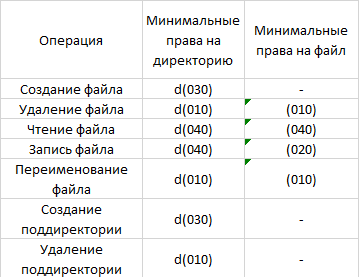 Операция
Минимальные
права на
директорию
Минимальные
права на файл
Создание файла d(030) -
Удаление файла d(010) (010)
Чтение файла d(040) (040)
Запись файла d(040) (020)
Переименование
файла d(010) (010)
Создание
поддиректории d(030) -
Удаление
поддиректории d(010) -